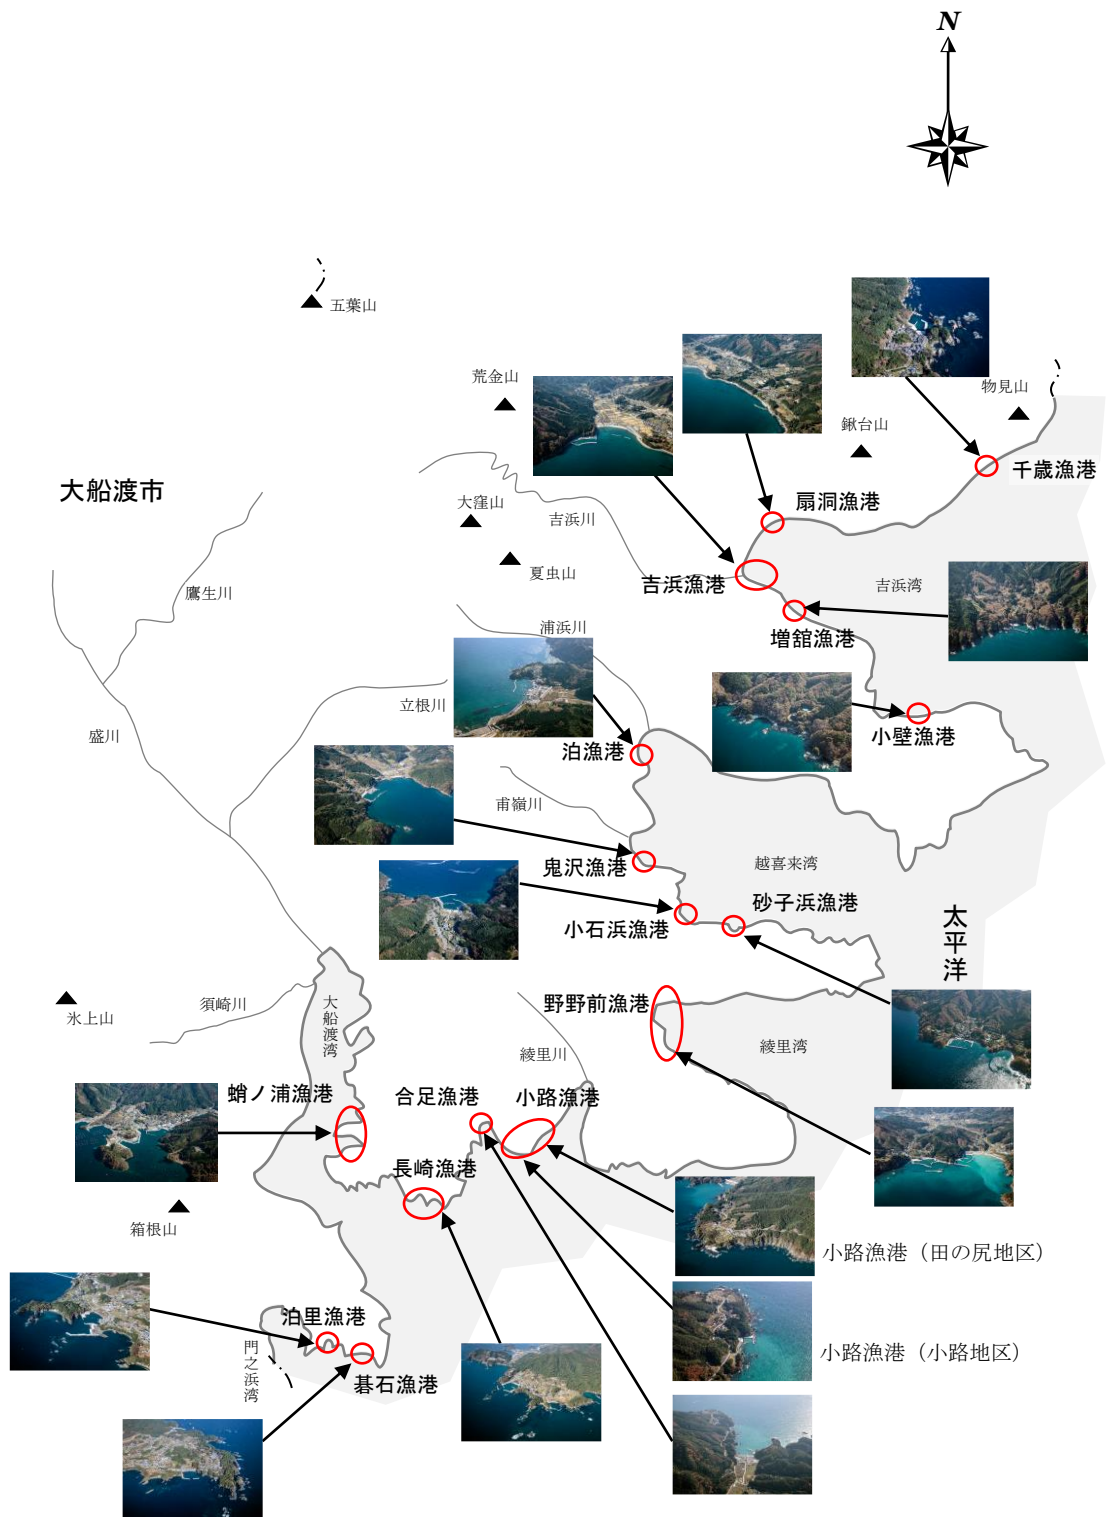 N
五葉山
荒金山
物見山
鍬台山
千歳漁港
大船渡市
扇洞漁港
大窪山
吉浜川
夏虫山
吉浜漁港
吉浜湾
鷹生川
浦浜川
増舘漁港
立根川
盛川
泊漁港
小壁漁港
甫嶺川
鬼沢漁港
越喜来湾
砂子浜漁港
小石浜漁港
太平洋
野野前漁港
須崎川
氷上山
大船渡湾
綾里川
綾里湾
蛸ノ浦漁港
合足漁港
小路漁港
長崎漁港
箱根山
小路漁港（田の尻地区）
泊里漁港
小路漁港（小路地区）
門之浜湾
碁石漁港